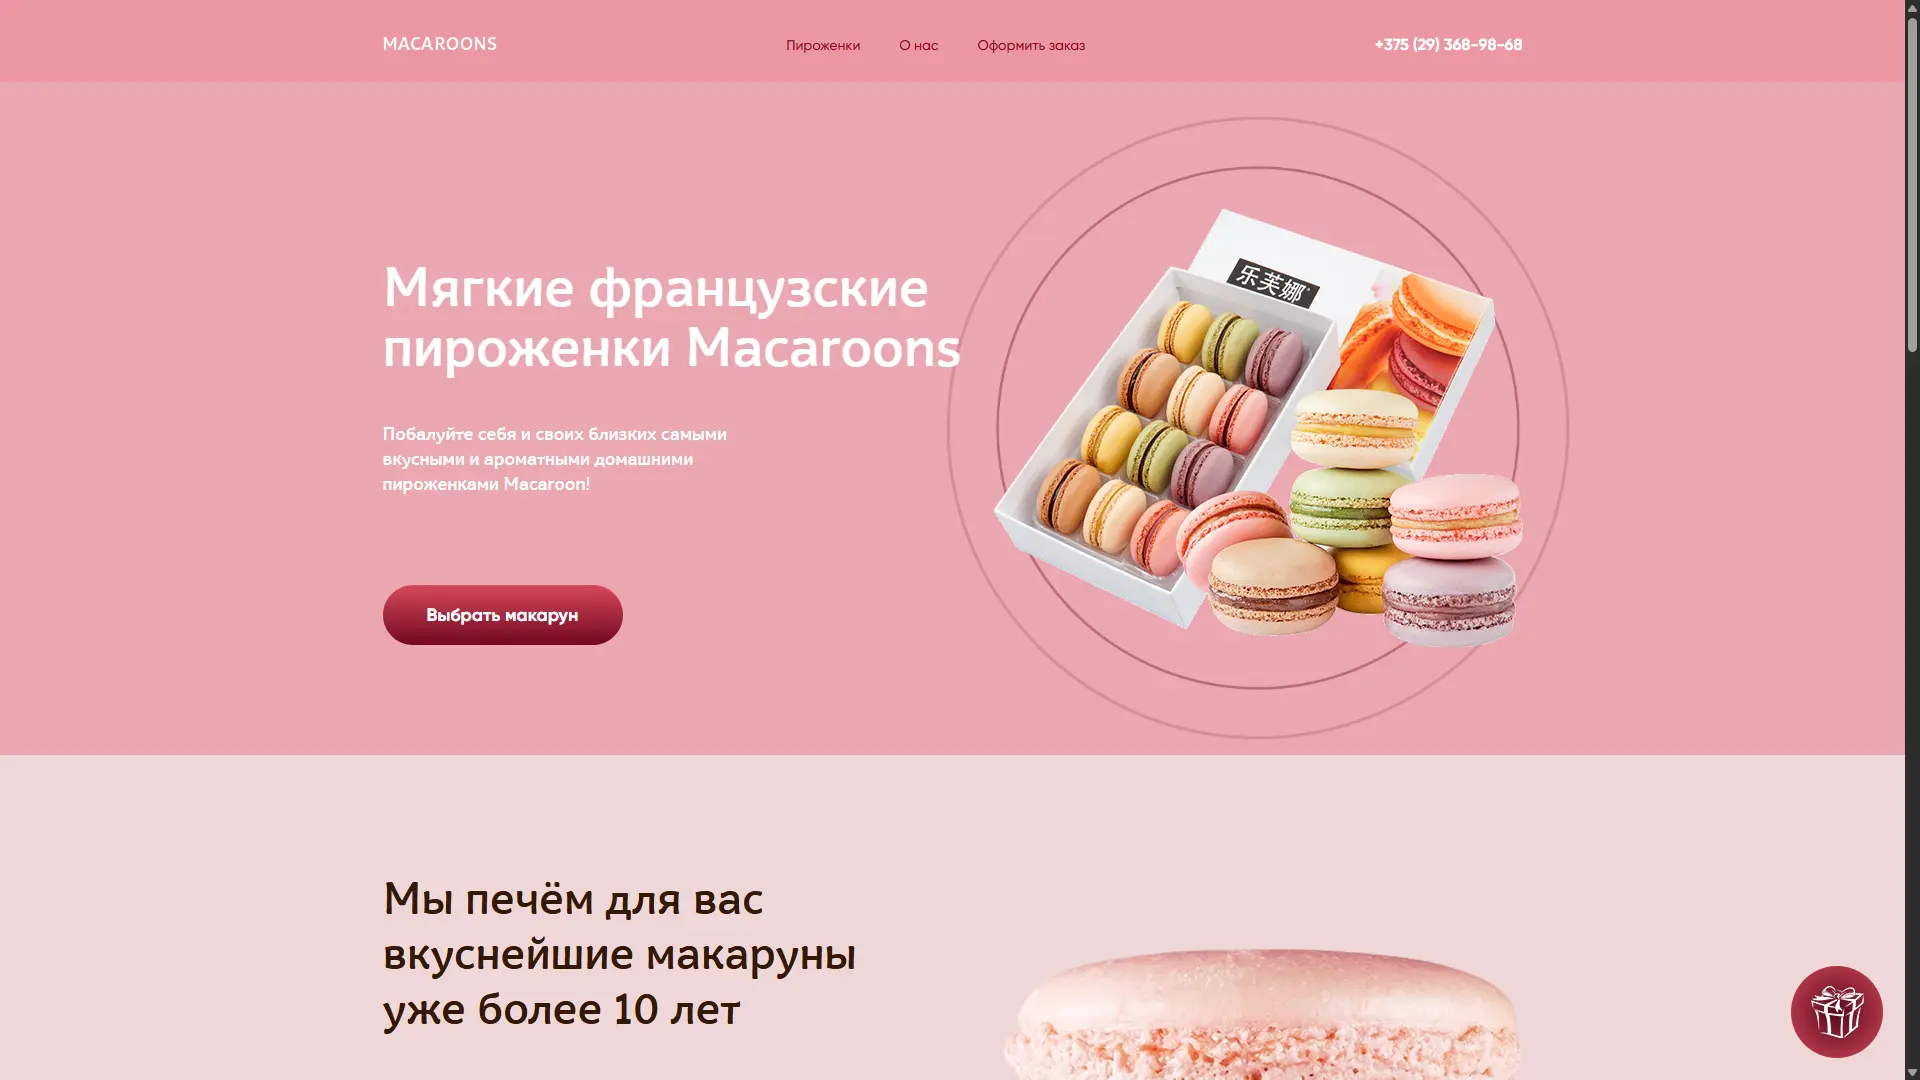 MACAROONS
Пироженки
О нас
Оформить заказ
+375 (29) 368-98-68
Мягкие французские
пироженки Macaroons
Побалуйте себя и своих близких самыми
вкусными и ароматными домашними
пироженками Macaroon!
Выбрать макарун
乐芙娜
Мы печём для вас
вкуснейшие макаруны
уже более 10 лет